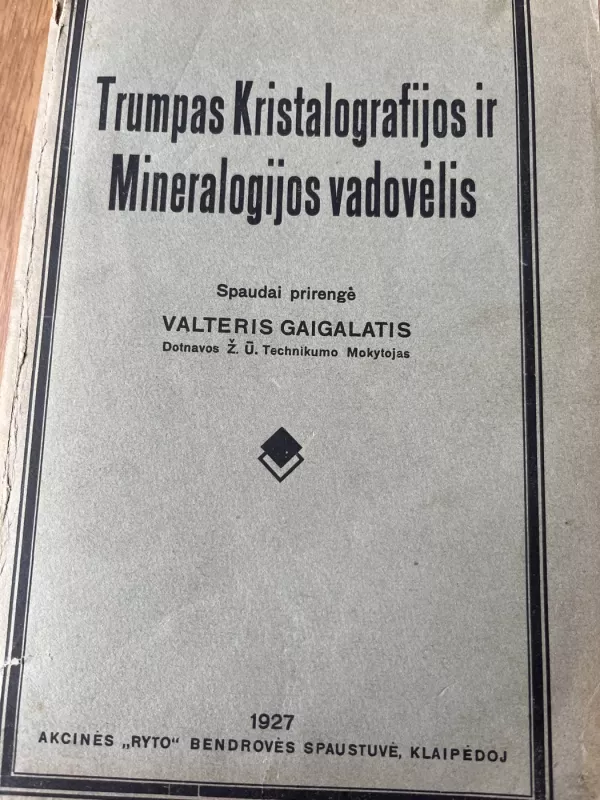 Trumpas Kristalografijos ir
Mineralogijos vadovėlis
Spaudai prirengė
VALTERIS GAIGALATIS
Dotnavos Ž. Ū. Technikumo Mokytojas
1927
AKCINĖS „RYTO“ BENDROVĖS SPAUSTUVĖ, KLAIPĖDOJ